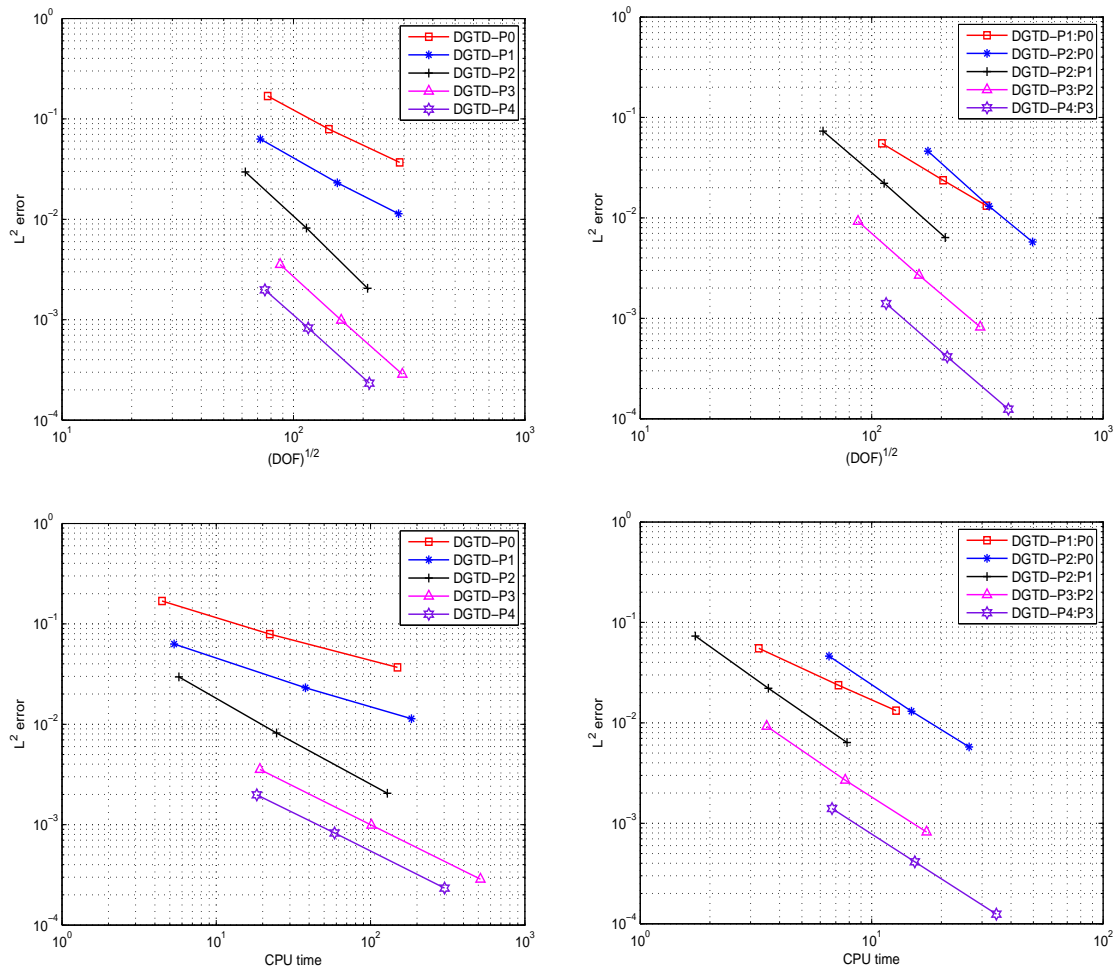 10^0
10^-1
10^-2
10^-3
10^-4
L^2 error
10^1
10^2
10^3
(DOF)^1/2
DGTD-P0
DGTD-P1
DGTD-P2
DGTD-P3
DGTD-P4
10^0
10^-1
10^-2
10^-3
10^-4
L^2 error
10^1
10^2
10^3
(DOF)^1/2
DGTD-P1:P0
DGTD-P2:P0
DGTD-P2:P1
DGTD-P3:P2
DGTD-P4:P3
10^0
10^-1
10^-2
10^-3
10^-4
L^2 error
10^0
10^1
10^2
10^3
CPU time
DGTD-P0
DGTD-P1
DGTD-P2
DGTD-P3
DGTD-P4
10^0
10^-1
10^-2
10^-3
10^-4
L^2 error
10^0
10^1
10^2
CPU time
DGTD-P1:P0
DGTD-P2:P0
DGTD-P2:P1
DGTD-P3:P2
DGTD-P4:P3